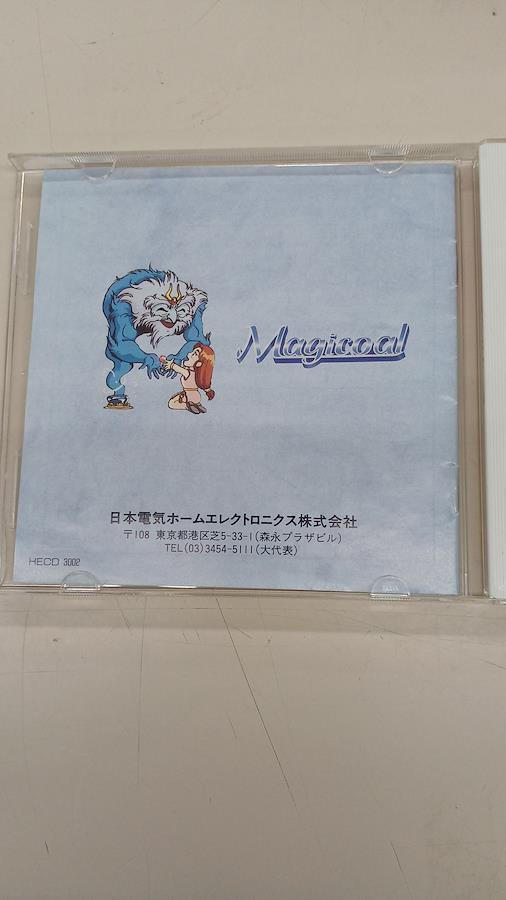 Magicoal
日本電気ホームエレクトロニクス株式会社
〒108 東京都港区芝5-33-1(森永プラザビル)
TEL(03)3454-5111(大代表)
HECD 3002